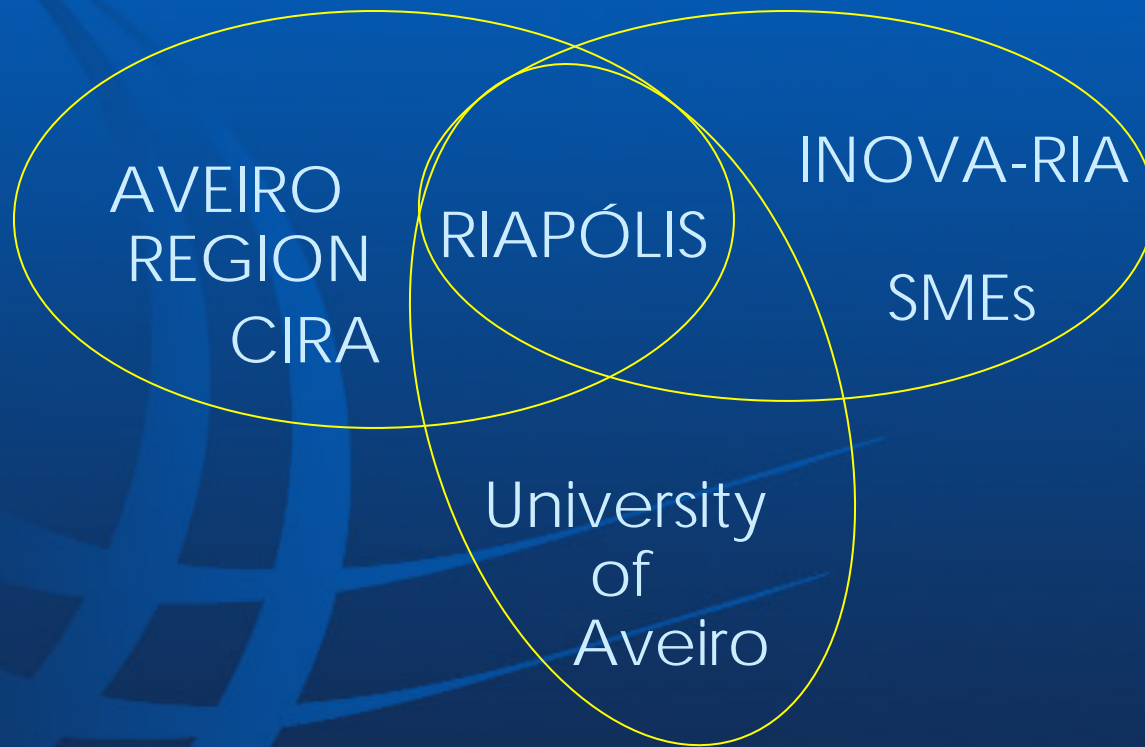 AVEIRO
REGION
CIRA
RIAPÓLIS
INOVA-RIA
SMEs
University
of
Aveiro